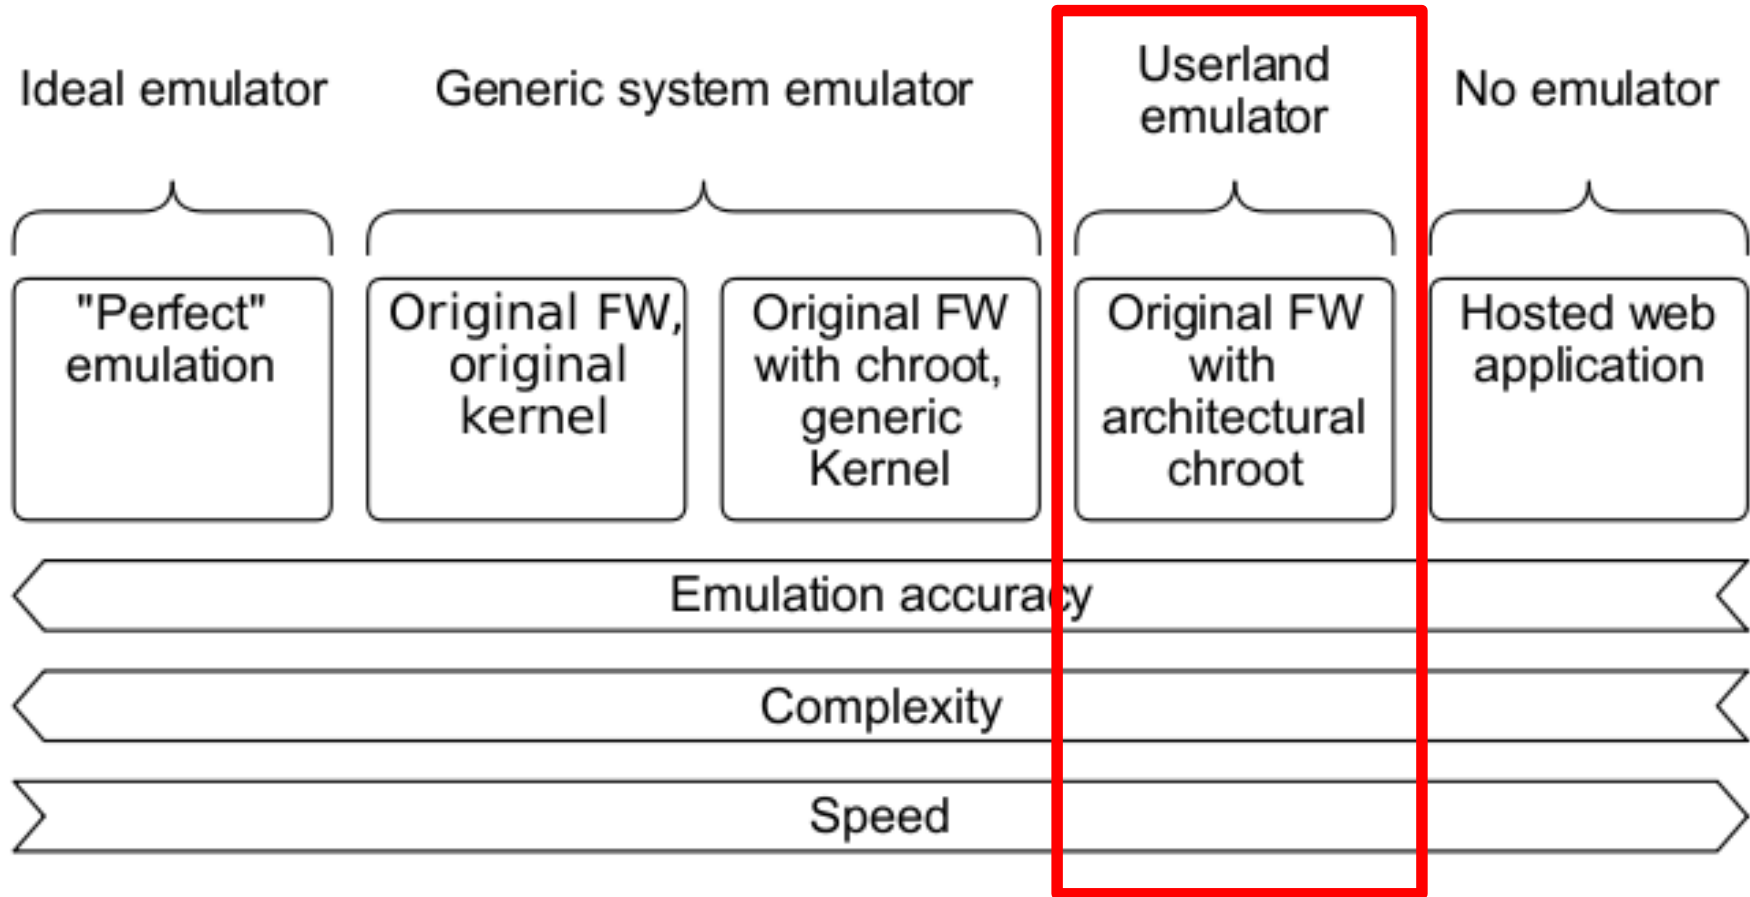 Ideal emulator
Generic system emulator
Userland
emulator
No emulator
"Perfect"
emulation
Original FW,
original
kernel
Original FW
with chroot,
generic
Kernel
Original FW
with
architectural
chroot
Hosted web
application
Emulation accuracy
Complexity
Speed